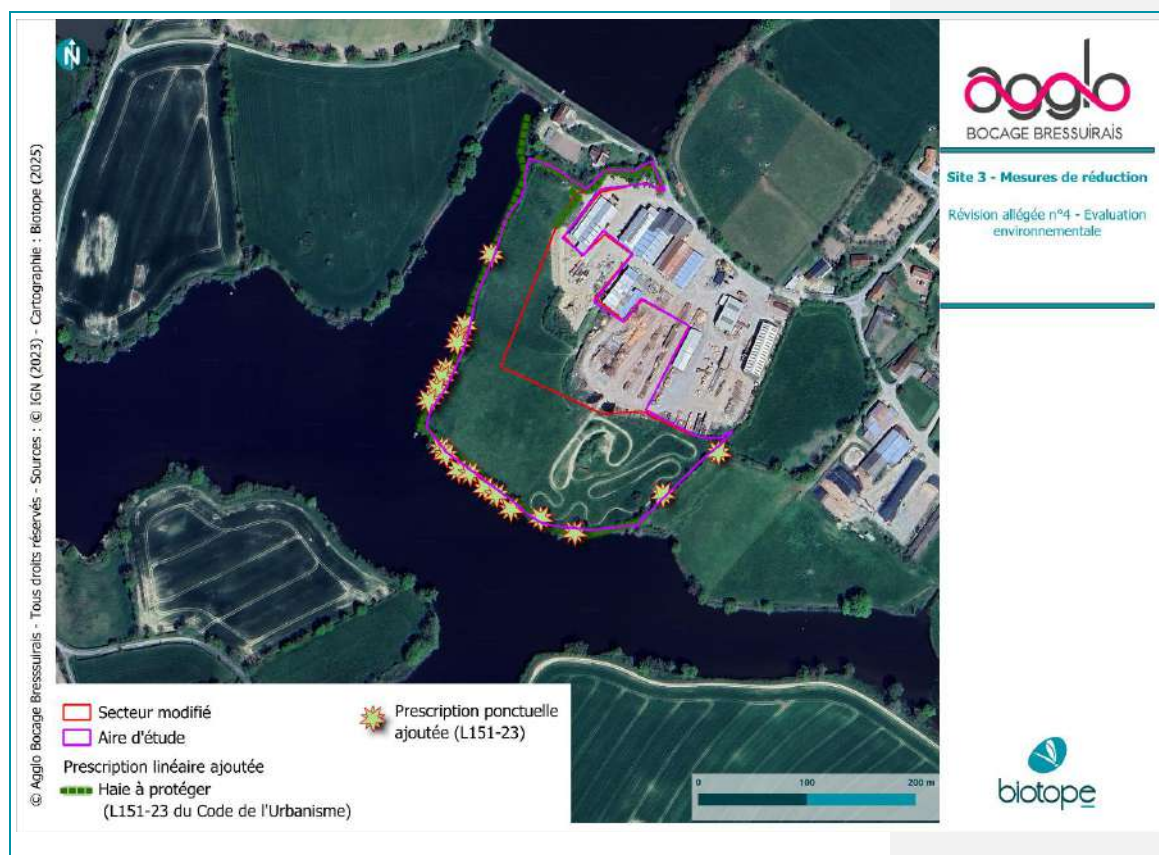 © Agglo Bocage Bressuirais - Tous droits réservés - Sources : © IGN (2023) - Cartographie : Biotope (2025)
N
agglo
BOCAGE BRESSUIRAIS
Site 3 - Mesures de réduction
Révision allégée n°4 - Evaluation
environnementale
Secteur modifié
Aire d'étude
Prescription linéaire ajoutée
Haie à protéger
(L151-23 du Code de l'Urbanisme)
Prescription ponctuelle
ajoutée (L151-23)
0 100 200 m
biotope